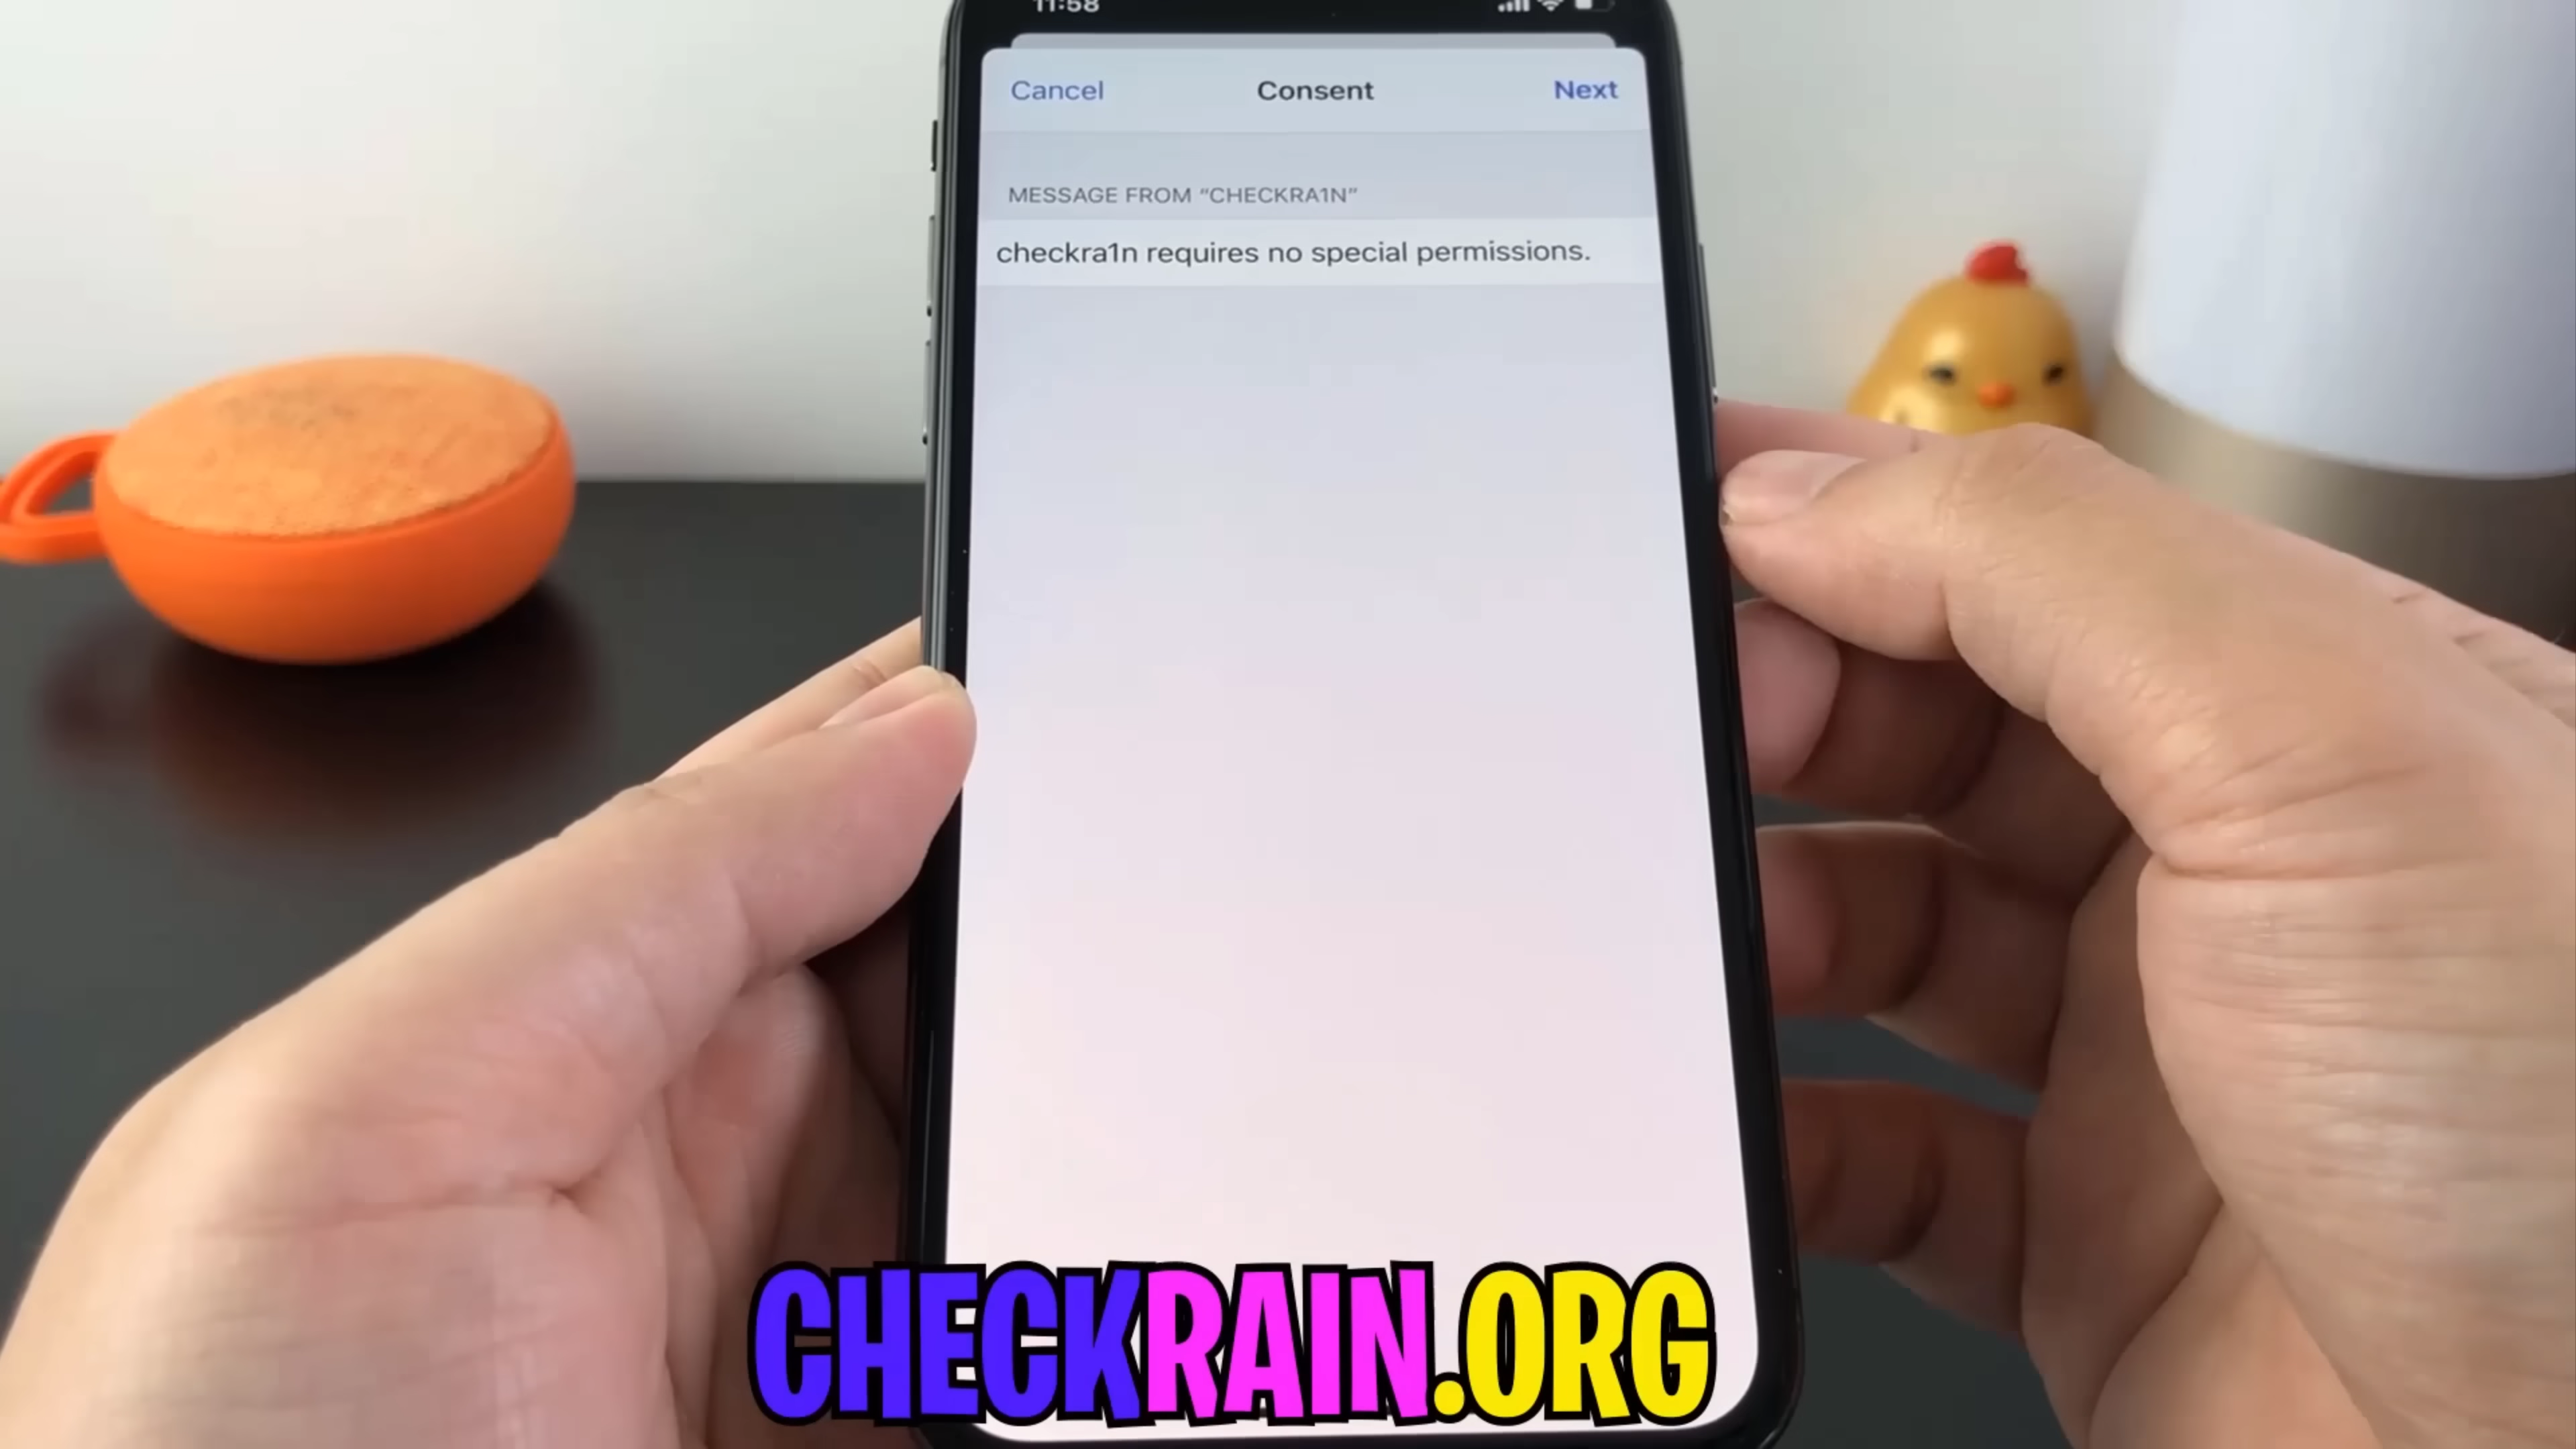 11:58
Cancel Consent Next
MESSAGE FROM “CHECKRA1N”
checkra1n requires no special permissions.
CHECKRAIN.ORG